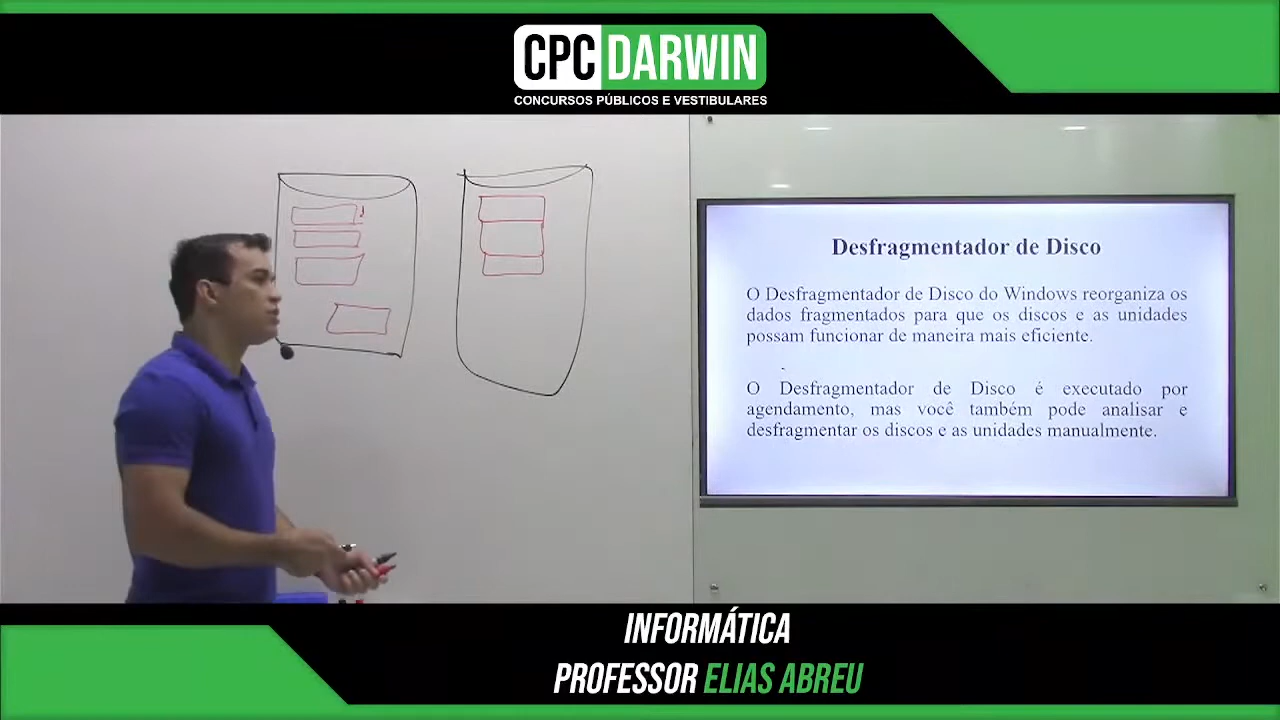 CPC DARWIN
CONCURSOS PÚBLICOS E VESTIBULARES
Desfragmentador de Disco
O Desfragmentador de Disco do Windows reorganiza os
dados fragmentados para que os discos e as unidades
possam funcionar de maneira mais eficiente.
O Desfragmentador de Disco é executado por
agendamento, mas você também pode analisar e
desfragmentar os discos e as unidades manualmente.
INFORMÁTICA
PROFESSOR ELIAS ABREU